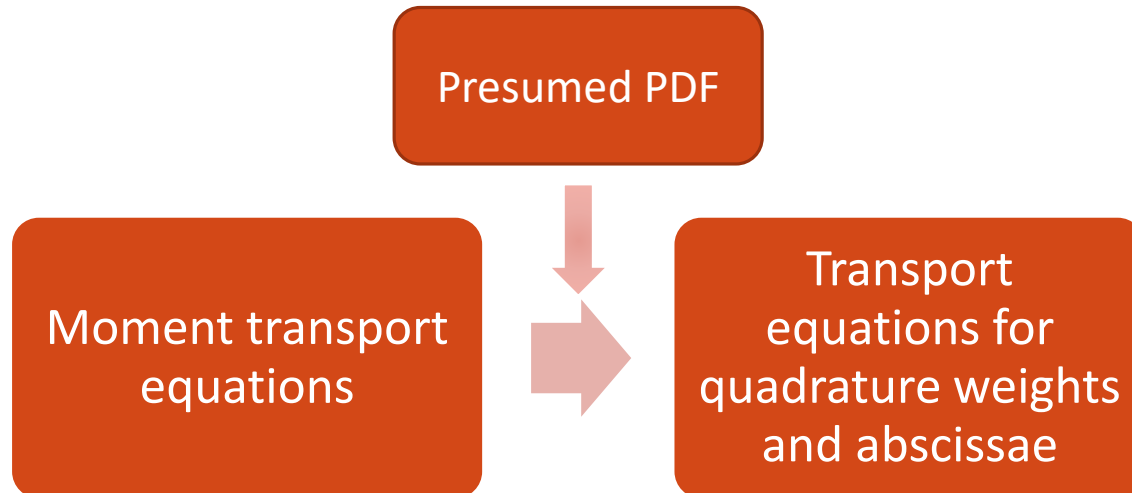 Presumed PDF
Moment transport
equations
Transport
equations for
quadrature weights
and abscissae